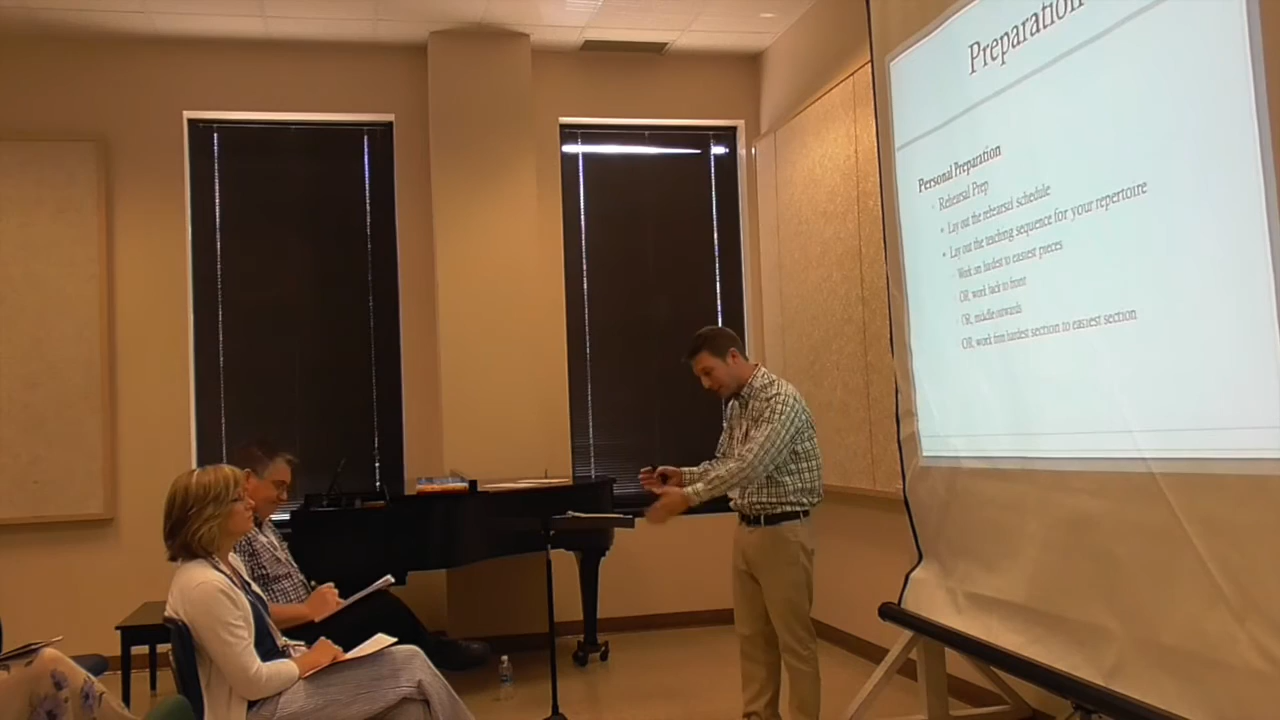 Preparation
Personal Preparation
Rehearsal Prep
Lay out the rehearsal schedule
Lay out the teaching sequence for your repertoire
Work on hardest to easiest pieces
OR, work back to front
OR, middle outwards
OR, work from hardest section to easiest section